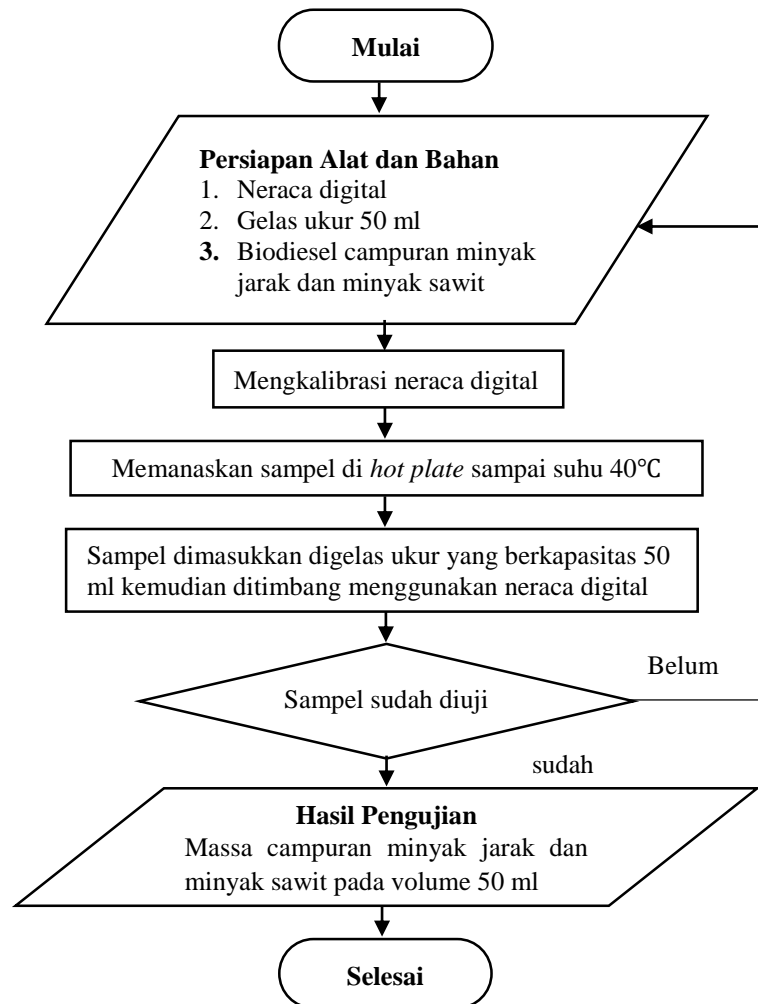 Mulai
Persiapan Alat dan Bahan
1. Neraca digital
2. Gelas ukur 50 ml
3. Biodiesel campuran minyak
jarak dan minyak sawit
Mengkalibrasi neraca digital
Memanaskan sampel di hot plate sampai suhu 40℃
Sampel dimasukkan digelas ukur yang berkapasitas 50
ml kemudian ditimbang menggunakan neraca digital
Belum
Sampel sudah diuji
sudah
Hasil Pengujian
Massa campuran minyak jarak dan
minyak sawit pada volume 50 ml
Selesai